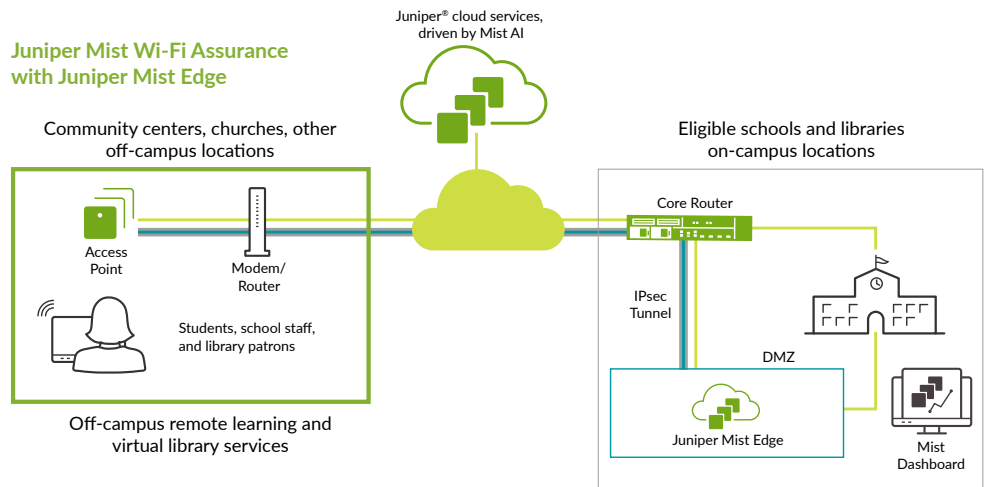 Juniper® cloud services,
driven by Mist AI
Juniper Mist Wi-Fi Assurance
with Juniper Mist Edge
Community centers, churches, other
off-campus locations
Eligible schools and libraries
on-campus locations
Core Router
Access
Point
Modem/
Router
IPsec
Tunnel
Students, school staff,
and library patrons
DMZ
Juniper Mist Edge
Mist
Dashboard
Off-campus remote learning and
virtual library services